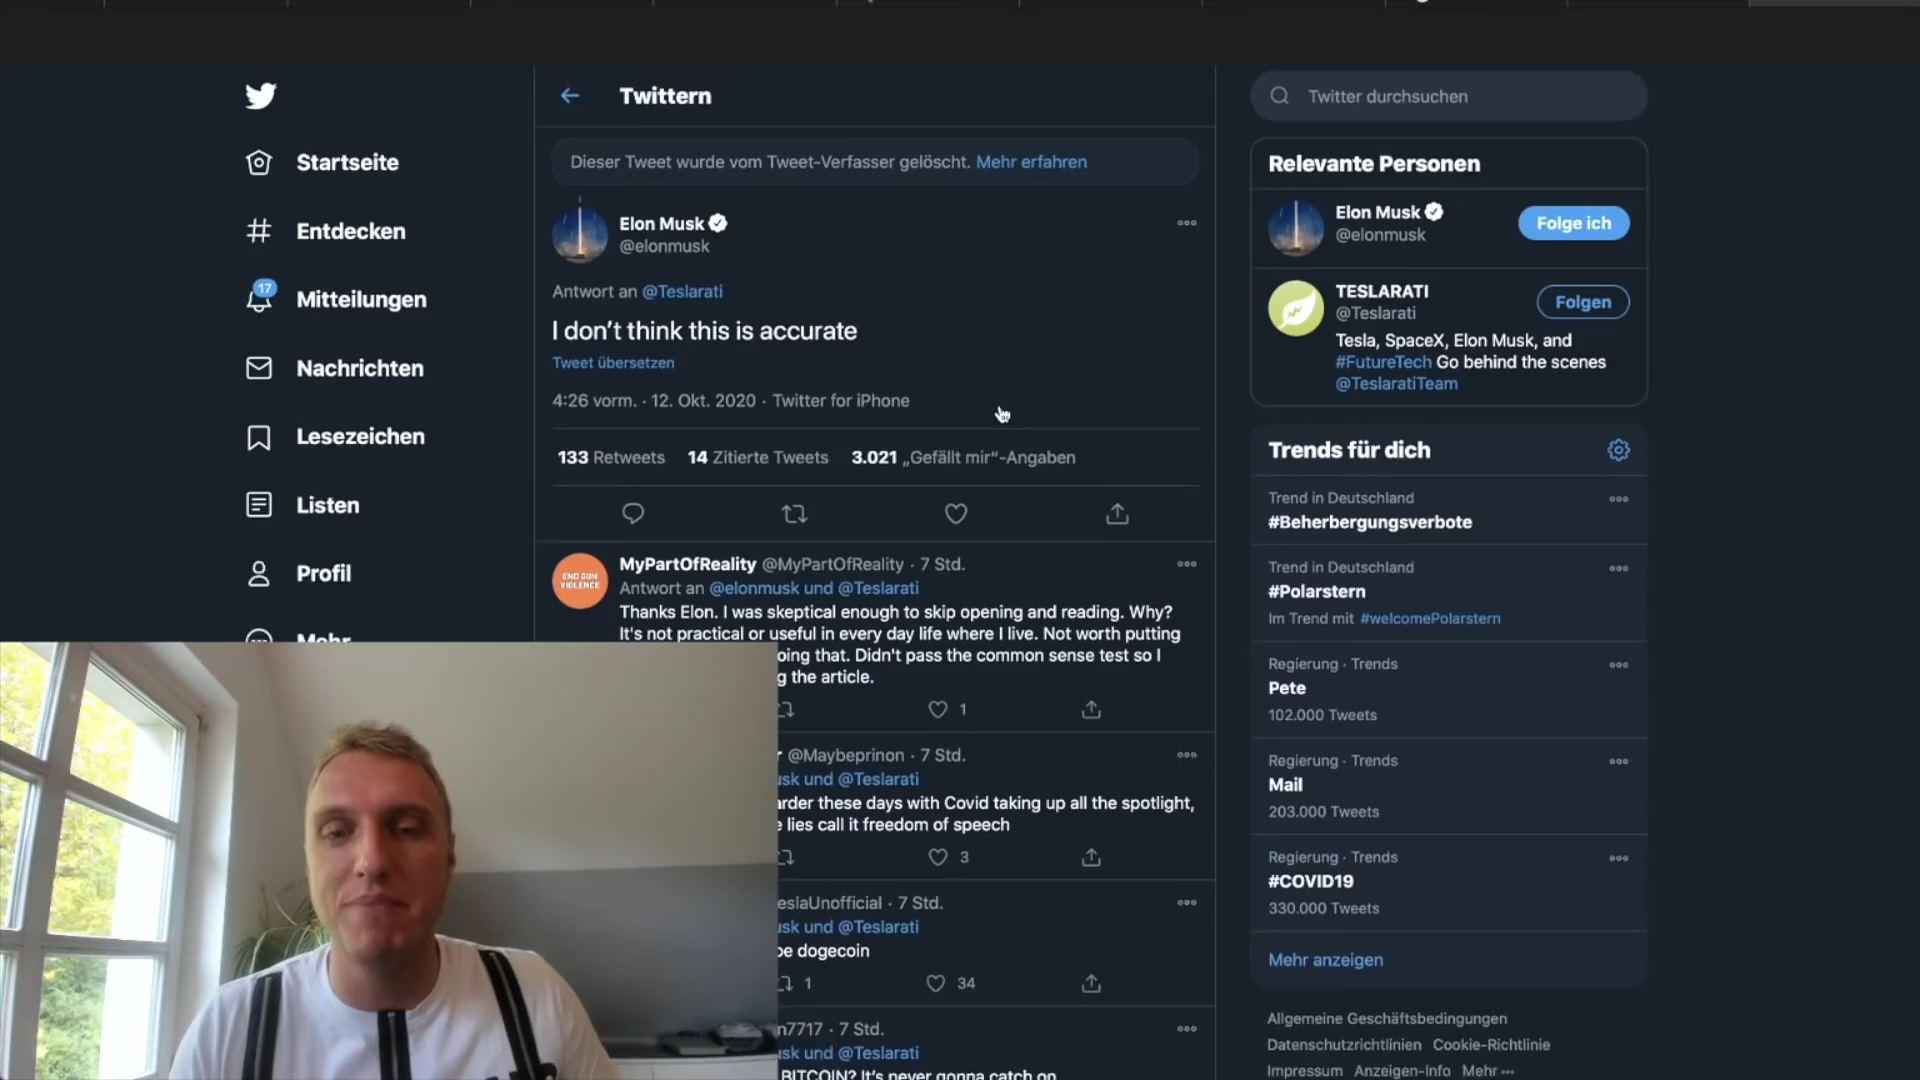 Startseite
Entdecken
17
Mitteilungen
Nachrichten
Lesezeichen
Listen
Profil
Mehr
Twittern
Dieser Tweet wurde vom Tweet-Verfasser gelöscht. Mehr erfahren
Elon Musk
@elonmusk
Antwort an @Teslarati
I don’t think this is accurate
Tweet übersetzen
4:26 vorm. · 12. Okt. 2020 · Twitter for iPhone
133 Retweets 14 Zitierte Tweets 3.021 „Gefällt mir“-Angaben
END GUN
VIOLENCE
MyPartOfReality @MyPartOfReality · 7 Std.
Antwort an @elonmusk und @Teslarati
Thanks Elon. I was skeptical enough to skip opening and reading. Why?
It's not practical or useful in every day life where I live. Not worth putting
oing that. Didn't pass the common sense test so I
g the article.
1
@Maybeprinon · 7 Std.
usk und @Teslarati
arder these days with Covid taking up all the spotlight,
e lies call it freedom of speech
3
eslaUnofficial · 7 Std.
usk und @Teslarati
be dogecoin
1 34
n7717 · 7 Std.
usk und @Teslarati
BITCOIN? It's never gonna catch on
Twitter durchsuchen
Relevante Personen
Elon Musk
@elonmusk
Folge ich
TESLARATI
@Teslarati
Folgen
Tesla, SpaceX, Elon Musk, and
#FutureTech Go behind the scenes
@TeslaratiTeam
Trends für dich
Trend in Deutschland
#Beherbergungsverbote
Trend in Deutschland
#Polarstern
Im Trend mit #welcomePolarstern
Regierung · Trends
Pete
102.000 Tweets
Regierung · Trends
Mail
203.000 Tweets
Regierung · Trends
#COVID19
330.000 Tweets
Mehr anzeigen
Allgemeine Geschäftsbedingungen
Datenschutzrichtlinien Cookie-Richtlinie
Impressum Anzeigen-Info Mehr ···